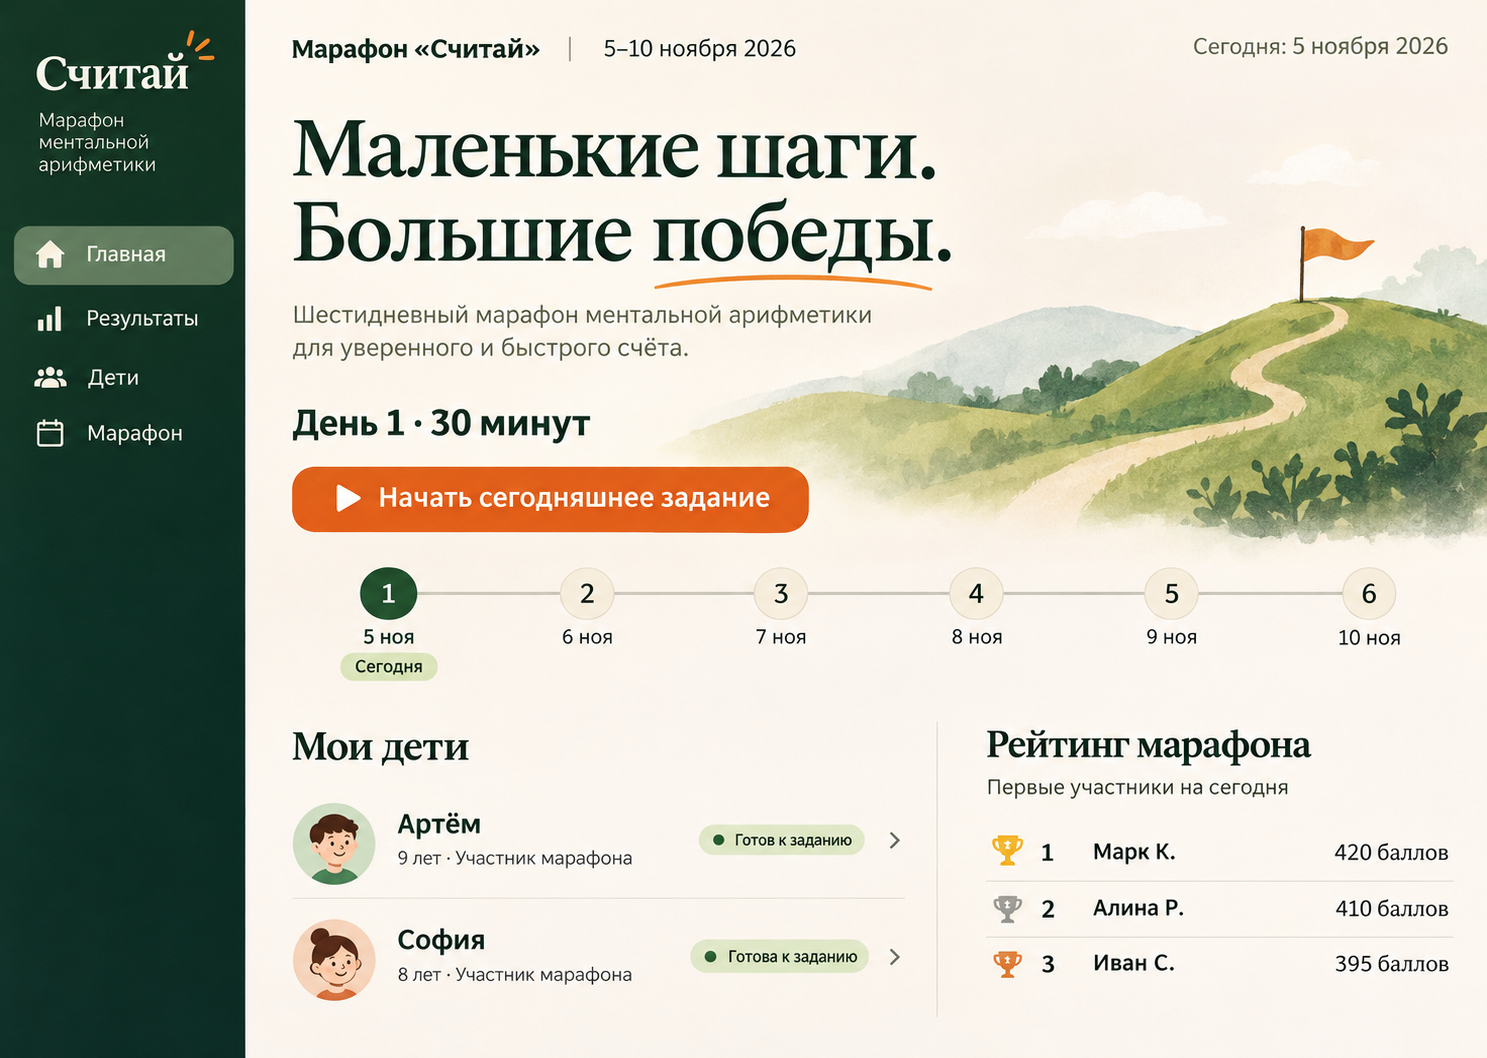 Считай
Марафон
ментальной
арифметики
Главная
Результаты
Дети
Марафон
Марафон «Считай»
5–10 ноября 2026
Сегодня: 5 ноября 2026
Маленькие шаги.
Большие победы.
Шестидневный марафон ментальной арифметики
для уверенного и быстрого счёта.
День 1 · 30 минут
Начать сегодняшнее задание
1
2
3
4
5
6
5 ноя
6 ноя
7 ноя
8 ноя
9 ноя
10 ноя
Сегодня
Мои дети
Артём
9 лет · Участник марафона
Готов к заданию
София
8 лет · Участник марафона
Готова к заданию
Рейтинг марафона
Первые участники на сегодня
1 Марк К. 420 баллов
2 Алина Р. 410 баллов
3 Иван С. 395 баллов